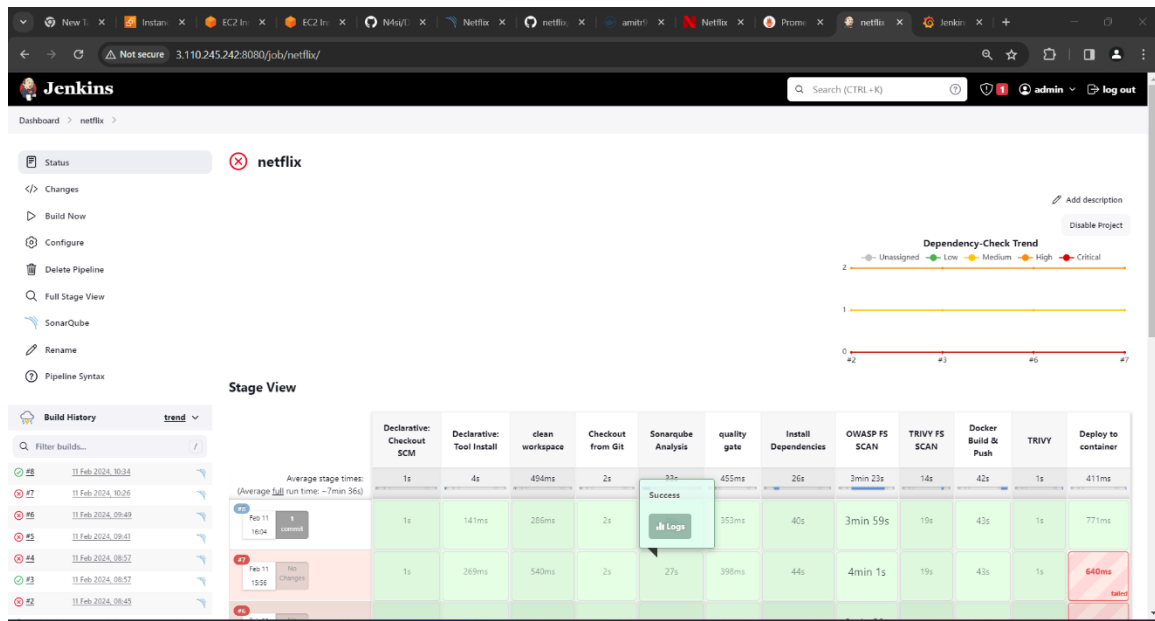 New T
Instan
EC2 In
EC2 In
N4si/D
Netflix
netflix
amitr9
Netflix
Prome
netflix
Jenkin
Not secure
3.110.245.242:8080/job/netflix/
Jenkins
Search (CTRL+K)
1
admin
log out
Dashboard > netflix >
Status
Changes
Build Now
Configure
Delete Pipeline
Full Stage View
SonarQube
Rename
Pipeline Syntax
Build History
trend
Filter builds...
/
#8 11 Feb 2024, 10:34
#7 11 Feb 2024, 10:26
#6 11 Feb 2024, 09:49
#5 11 Feb 2024, 09:41
#4 11 Feb 2024, 08:57
#3 11 Feb 2024, 08:57
#2 11 Feb 2024, 08:45
netflix
Add description
Disable Project
Dependency-Check Trend
Unassigned Low Medium High Critical
2
1
0
#2 #3 #6 #7
Stage View
Declarative: Checkout SCM
Declarative: Tool Install
clean workspace
Checkout from Git
Sonarqube Analysis
quality gate
Install Dependencies
OWASP FS SCAN
TRIVY FS SCAN
Docker Build & Push
TRIVY
Deploy to container
Average stage times:
(Average full run time: ~7min 36s)
1s 4s 494ms 2s 33s 455ms 26s 3min 23s 14s 42s 1s 411ms
Success
Logs
#8
Feb 11
16:04
1
commit
1s 141ms 286ms 2s 353ms 40s 3min 59s 19s 43s 1s 771ms
#7
Feb 11
15:56
No
Changes
1s 269ms 540ms 2s 27s 398ms 44s 4min 1s 19s 43s 1s 640ms
failed
#6